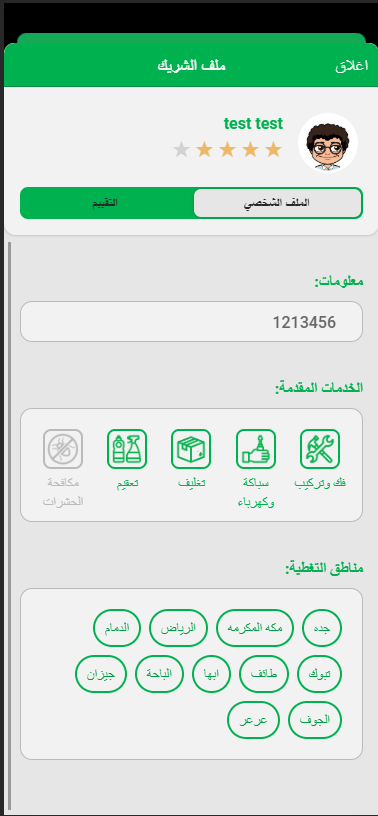 اغلاق
ملف الشريك
test test
الملف الشخصي
التقييم
معلومات:
1213456
الخدمات المقدمة:
فك وتركيب
سباكة وكهرباء
تغليف
تعقيم
مكافحة الحشرات
مناطق التغطية:
جده مكه المكرمه الرياض الدمام
تبوك طائف ابها الباحة جيزان
الجوف عرعر